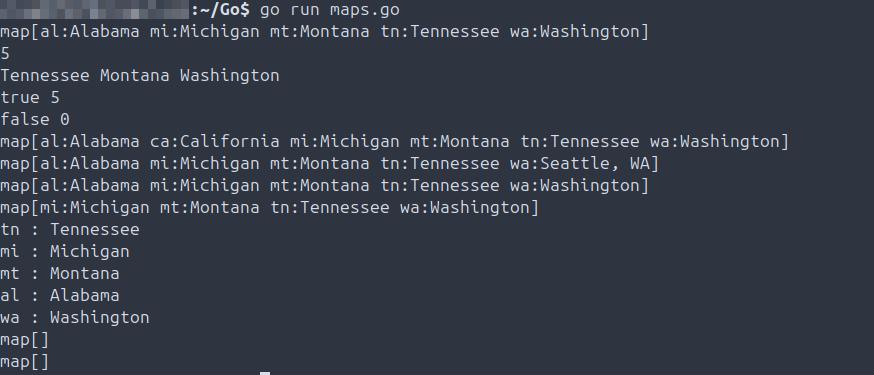 :~/Go$ go run maps.go
map[al:Alabama mi:Michigan mt:Montana tn:Tennessee wa:Washington]
5
Tennessee Montana Washington
true 5
false 0
map[al:Alabama ca:California mi:Michigan mt:Montana tn:Tennessee wa:Washington]
map[al:Alabama mi:Michigan mt:Montana tn:Tennessee wa:Seattle, WA]
map[al:Alabama mi:Michigan mt:Montana tn:Tennessee wa:Washington]
map[mi:Michigan mt:Montana tn:Tennessee wa:Washington]
tn : Tennessee
mi : Michigan
mt : Montana
al : Alabama
wa : Washington
map[]
map[]